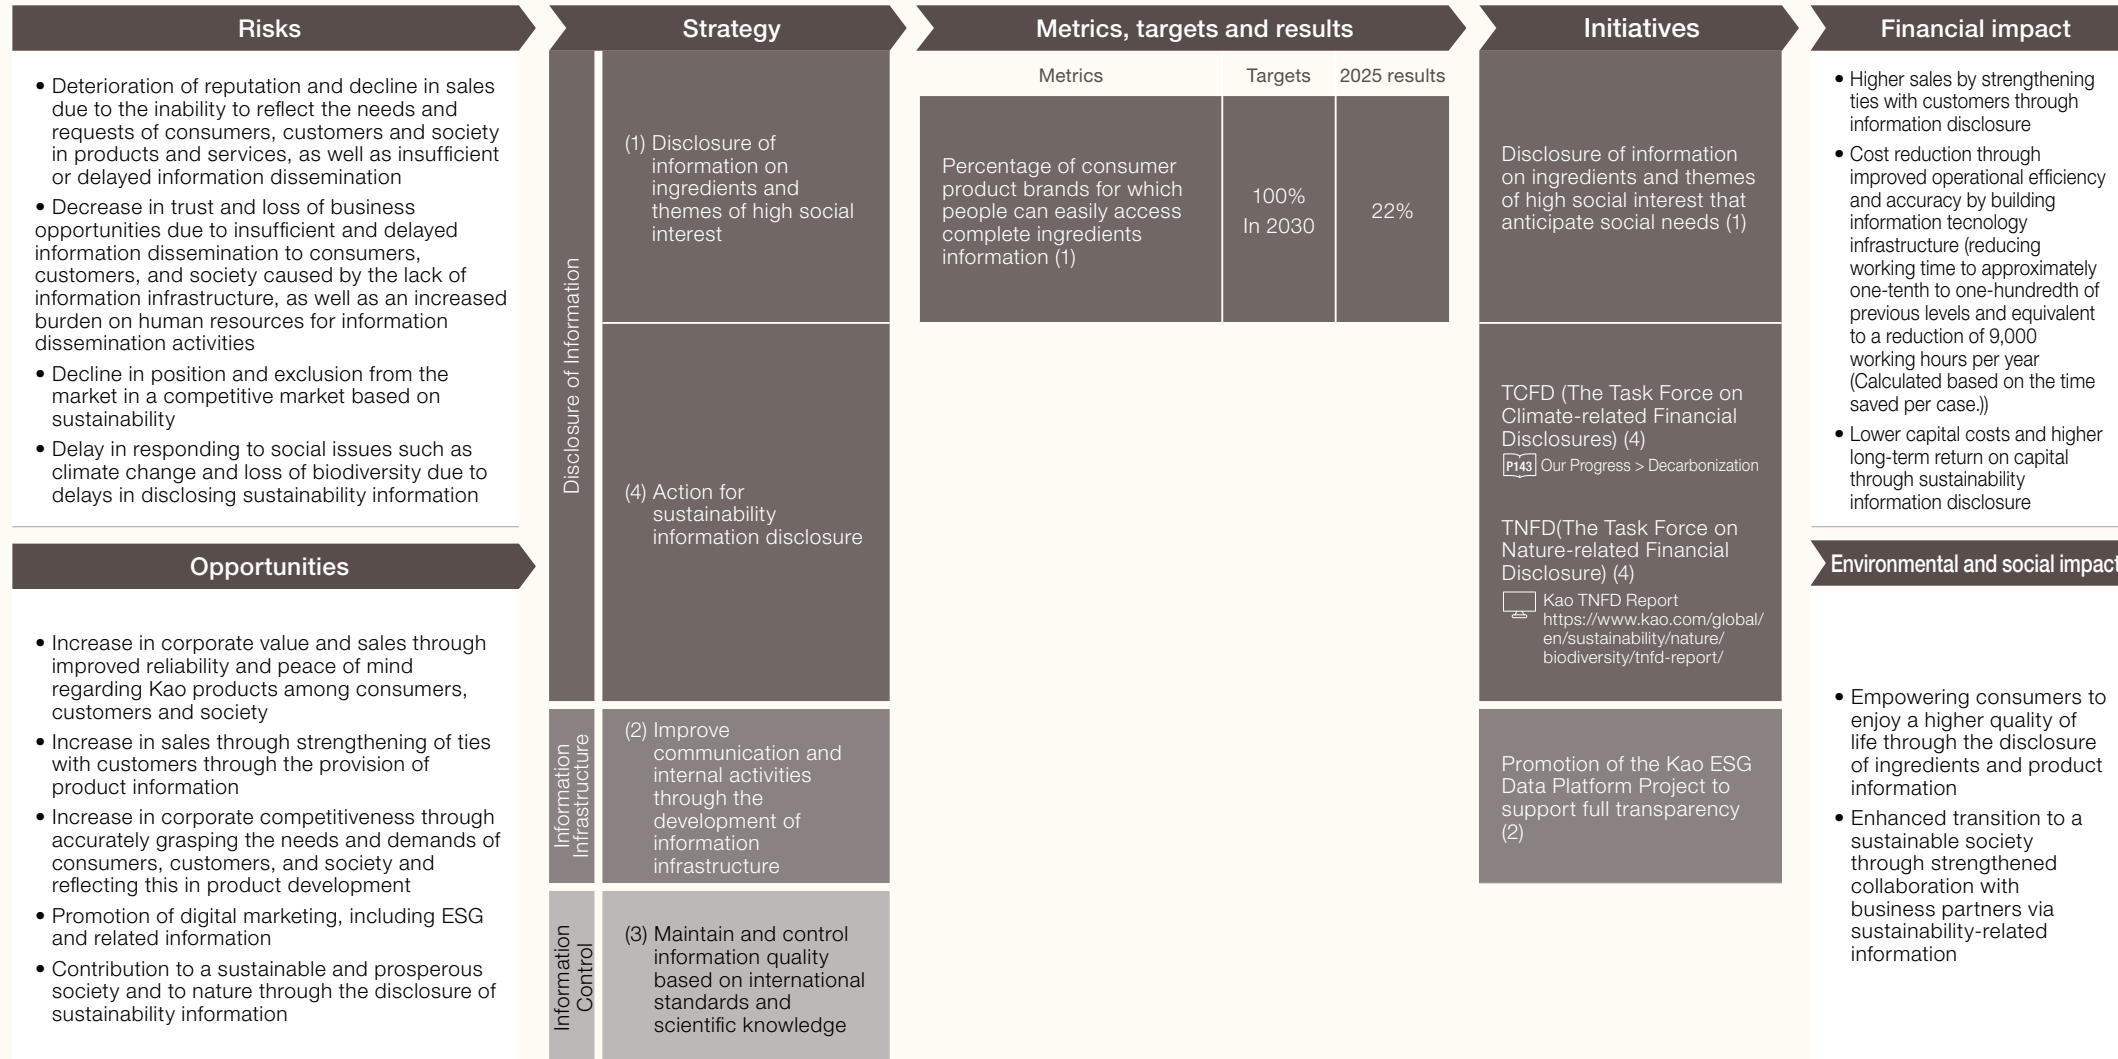 Risks
• Deterioration of reputation and decline in sales
due to the inability to reflect the needs and
requests of consumers, customers and society
in products and services, as well as insufficient
or delayed information dissemination
• Decrease in trust and loss of business
opportunities due to insufficient and delayed
information dissemination to consumers,
customers, and society caused by the lack of
information infrastructure, as well as an increased
burden on human resources for information
dissemination activities
• Decline in position and exclusion from the
market in a competitive market based on
sustainability
• Delay in responding to social issues such as
climate change and loss of biodiversity due to
delays in disclosing sustainability information
Opportunities
• Increase in corporate value and sales through
improved reliability and peace of mind
regarding Kao products among consumers,
customers and society
• Increase in sales through strengthening of ties
with customers through the provision of
product information
• Increase in corporate competitiveness through
accurately grasping the needs and demands of
consumers, customers, and society and
reflecting this in product development
• Promotion of digital marketing, including ESG
and related information
• Contribution to a sustainable and prosperous
society and to nature through the disclosure of
sustainability information
Strategy
Disclosure of Information
(1) Disclosure of
information on
ingredients and
themes of high social
interest
(4) Action for
sustainability
information disclosure
Information
Infrastructure
(2) Improve
communication and
internal activities
through the
development of
information
infrastructure
Information
Control
(3) Maintain and control
information quality
based on international
standards and
scientific knowledge
Metrics, targets and results
Metrics
Targets
2025 results
Percentage of consumer
product brands for which
people can easily access
complete ingredients
information (1)
100%
In 2030
22%
Initiatives
Disclosure of information
on ingredients and themes
of high social interest that
anticipate social needs (1)
TCFD (The Task Force on
Climate-related Financial
Disclosures) (4)
P143 Our Progress > Decarbonization
TNFD(The Task Force on
Nature-related Financial
Disclosure) (4)
Kao TNFD Report
https://www.kao.com/global/
en/sustainability/nature/
biodiversity/tnfd-report/
Promotion of the Kao ESG
Data Platform Project to
support full transparency
(2)
Financial impact
• Higher sales by strengthening
ties with customers through
information disclosure
• Cost reduction through
improved operational efficiency
and accuracy by building
information tecnology
infrastructure (reducing
working time to approximately
one-tenth to one-hundredth of
previous levels and equivalent
to a reduction of 9,000
working hours per year
(Calculated based on the time
saved per case.))
• Lower capital costs and higher
long-term return on capital
through sustainability
information disclosure
Environmental and social impact
• Empowering consumers to
enjoy a higher quality of
life through the disclosure
of ingredients and product
information
• Enhanced transition to a
sustainable society
through strengthened
collaboration with
business partners via
sustainability-related
information